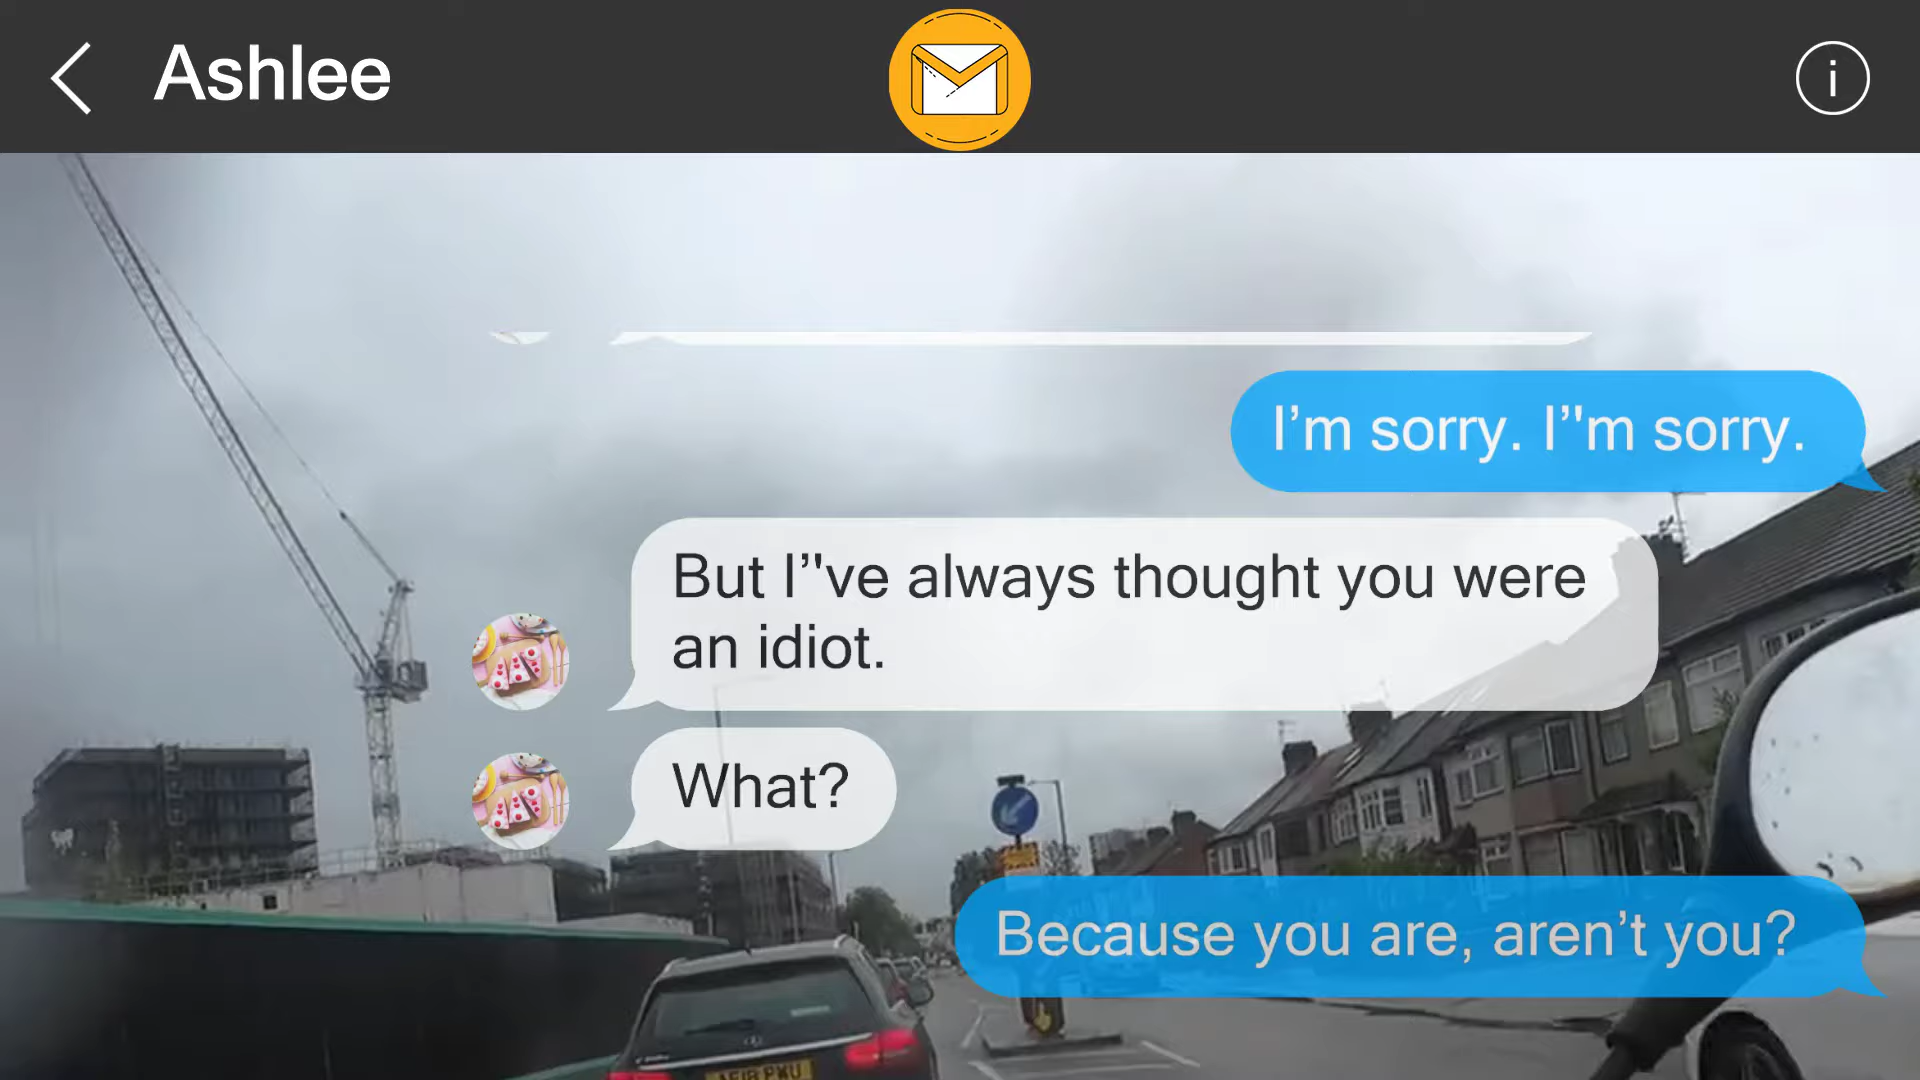 Ashlee
i
I’m sorry. I”m sorry.
But I”ve always thought you were
an idiot.
What?
Because you are, aren’t you?